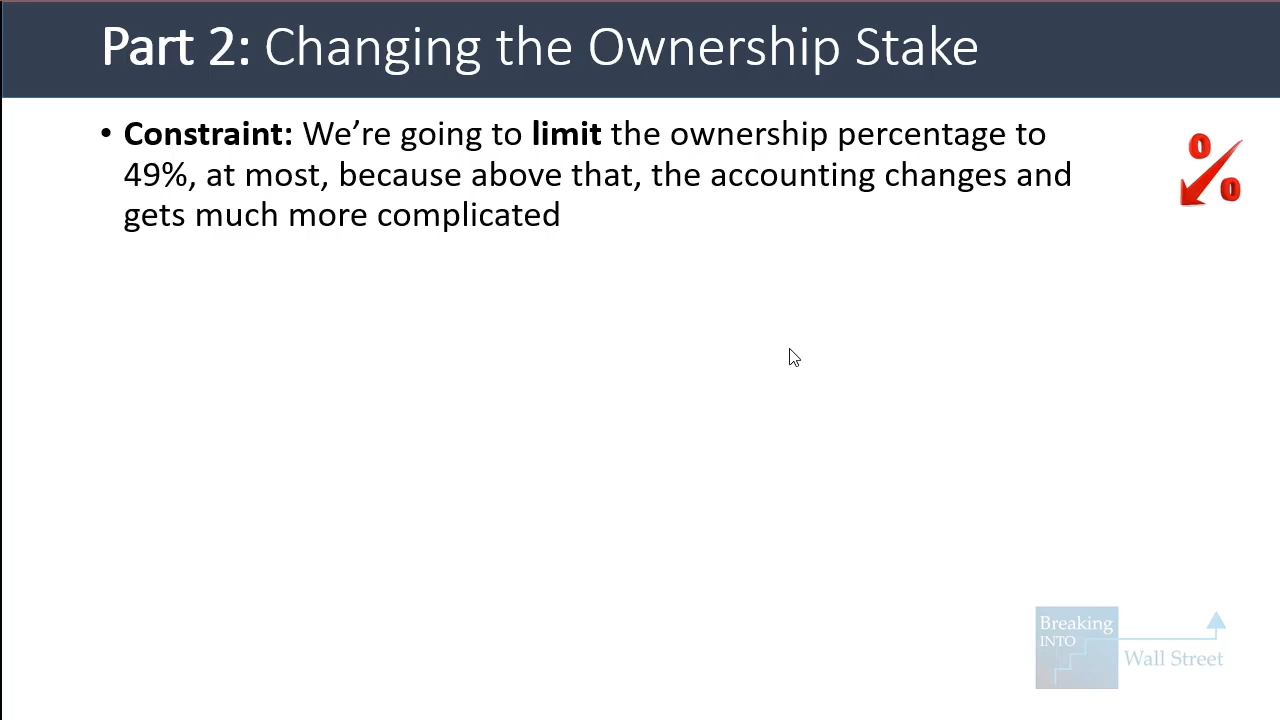 Part 2: Changing the Ownership Stake
• Constraint: We’re going to limit the ownership percentage to
49%, at most, because above that, the accounting changes and
gets much more complicated
Breaking
INTO
Wall Street